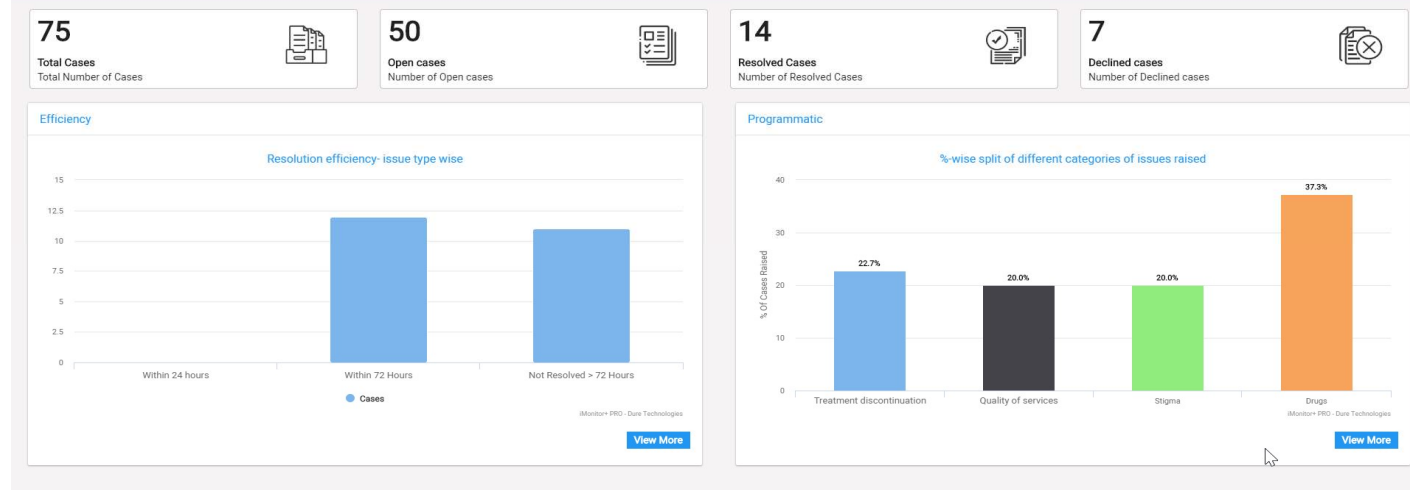 75
Total Cases
Total Number of Cases
50
Open cases
Number of Open cases
14
Resolved Cases
Number of Resolved Cases
7
Declined cases
Number of Declined cases
Efficiency
Resolution efficiency- issue type wise
15
12.5
10
7.5
5
2.5
0
Within 24 hours
Within 72 Hours
Not Resolved > 72 Hours
Cases
iMonitor+ PRO - Dure Technologies
View More
Programmatic
%-wise split of different categories of issues raised
% Of Cases Raised
40
30
20
10
0
22.7%
20.0%
20.0%
37.3%
Treatment discontinuation
Quality of services
Stigma
Drugs
iMonitor+ PRO - Dure Technologies
View More